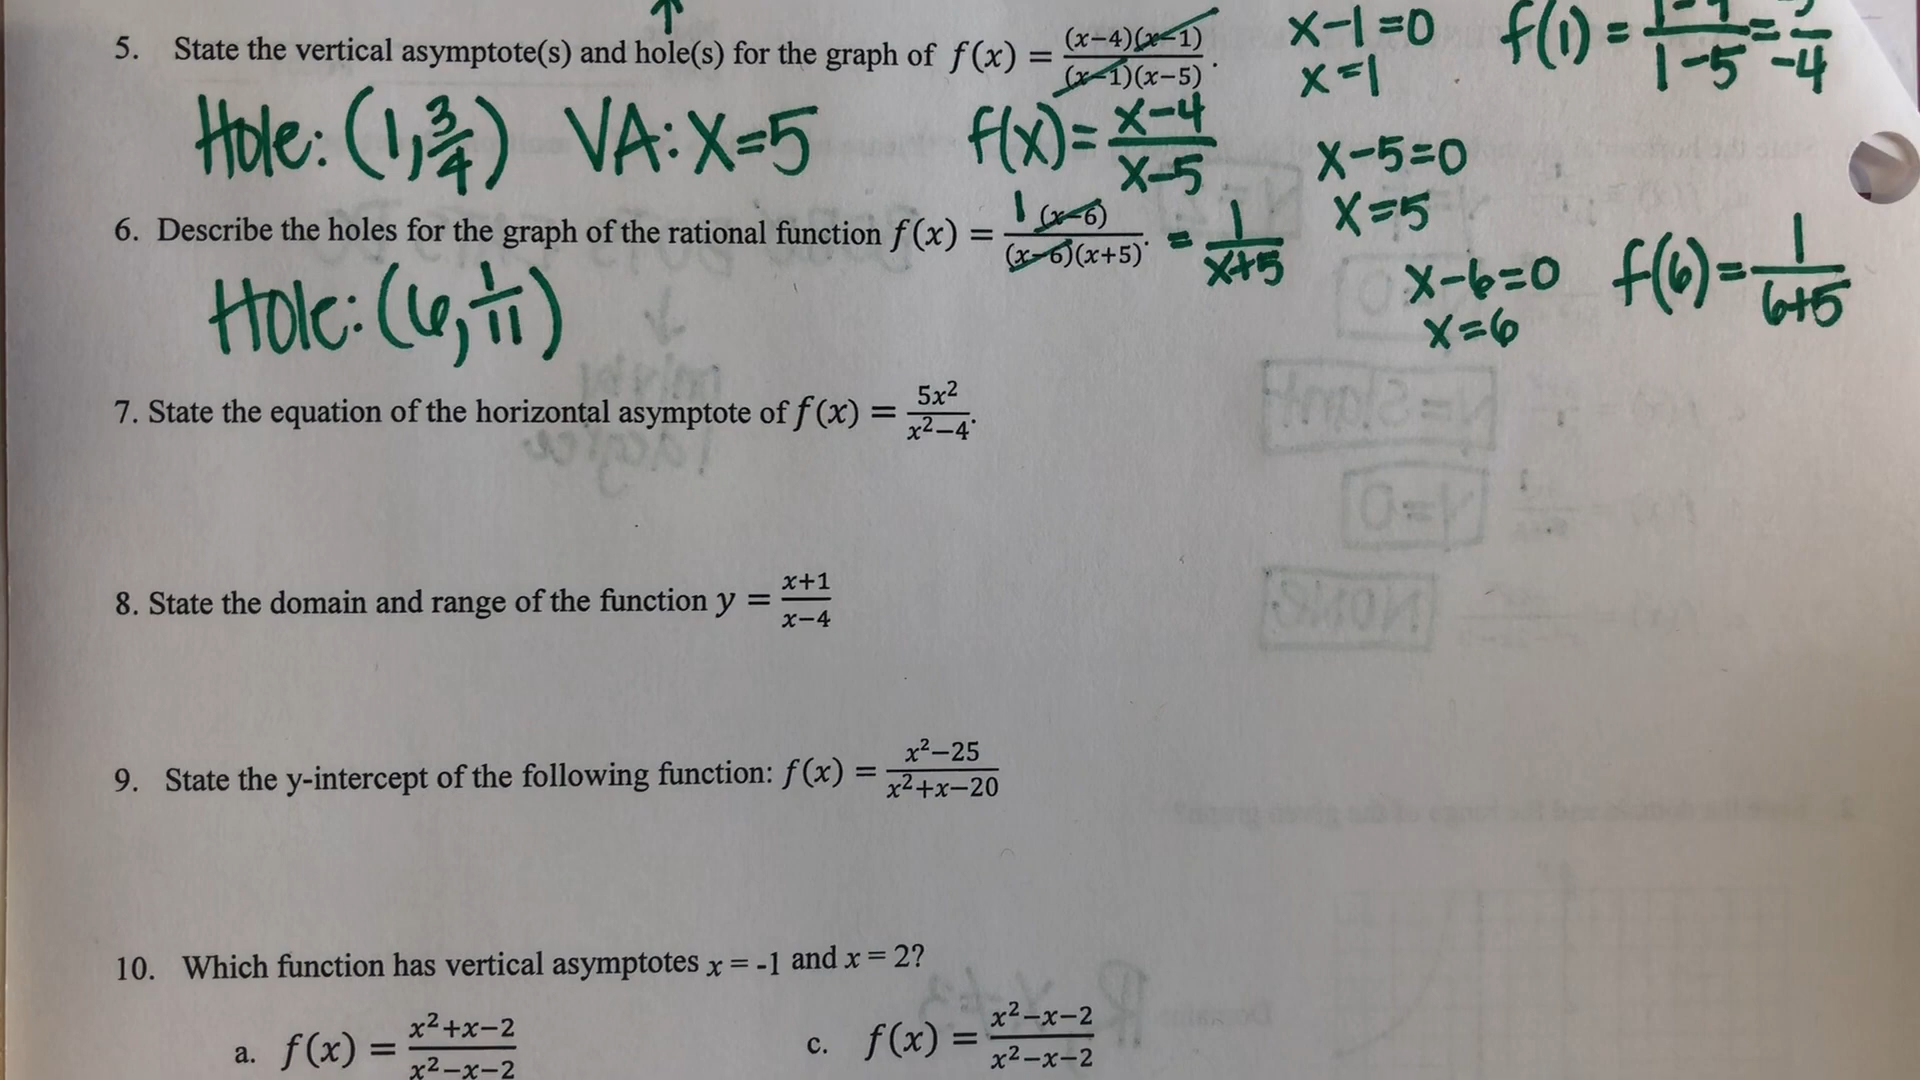 5. State the vertical asymptote(s) and hole(s) for the graph of f(x) = (x−4)(x−1)/(x−1)(x−5).
x-1=0
x=1
f(1) = 1-4/1-5 = /-4
Hole: (1, 3/4) VA: x=5 f(x)= x-4/x-5
x-5=0
x=5
6. Describe the holes for the graph of the rational function f(x) = 1 (x−6)/(x−6)(x+5). = 1/x+5
Hole: (6, 1/11)
x-6=0
x=6
f(6)= 1/6+5
7. State the equation of the horizontal asymptote of f(x) = 5x²/x²−4.
8. State the domain and range of the function y = x+1/x−4
9. State the y-intercept of the following function: f(x) = x²−25/x²+x−20
10. Which function has vertical asymptotes x = -1 and x = 2?
a. f(x) = x²+x−2/x²−x−2
c. f(x) = x²−x−2/x²−x−2